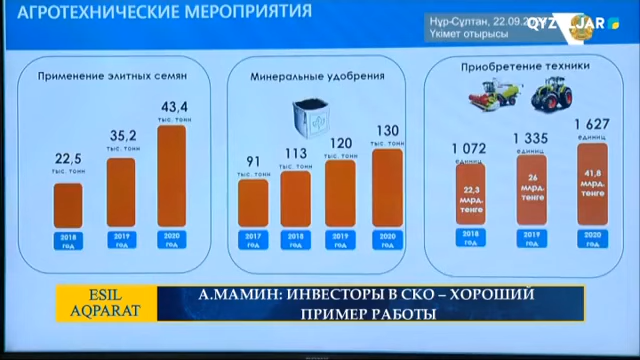 АГРОТЕХНИЧЕСКИЕ МЕРОПРИЯТИЯ
Нұр-Сұлтан, 22.09.2
Үкімет отырысы
QYZYLJAR
Применение элитных семян
43,4
тыс. тонн
35,2
тыс. тонн
22,5
тыс. тонн
2018
год
2019
год
2020
год
Минеральные удобрения
91
тыс. тонн
113
тыс. тонн
120
тыс. тонн
130
тыс. тонн
2017
год
2018
год
2019
год
2020
год
Приобретение техники
1 072
единиц
1 335
единиц
1 627
единиц
22,3
млрд.
тенге
26
млрд.
тенге
41,8
млрд.
тенге
2018
год
2019
год
2020
год
ESIL
AQPARAT
А.МАМИН: ИНВЕСТОРЫ В СКО – ХОРОШИЙ
ПРИМЕР РАБОТЫ